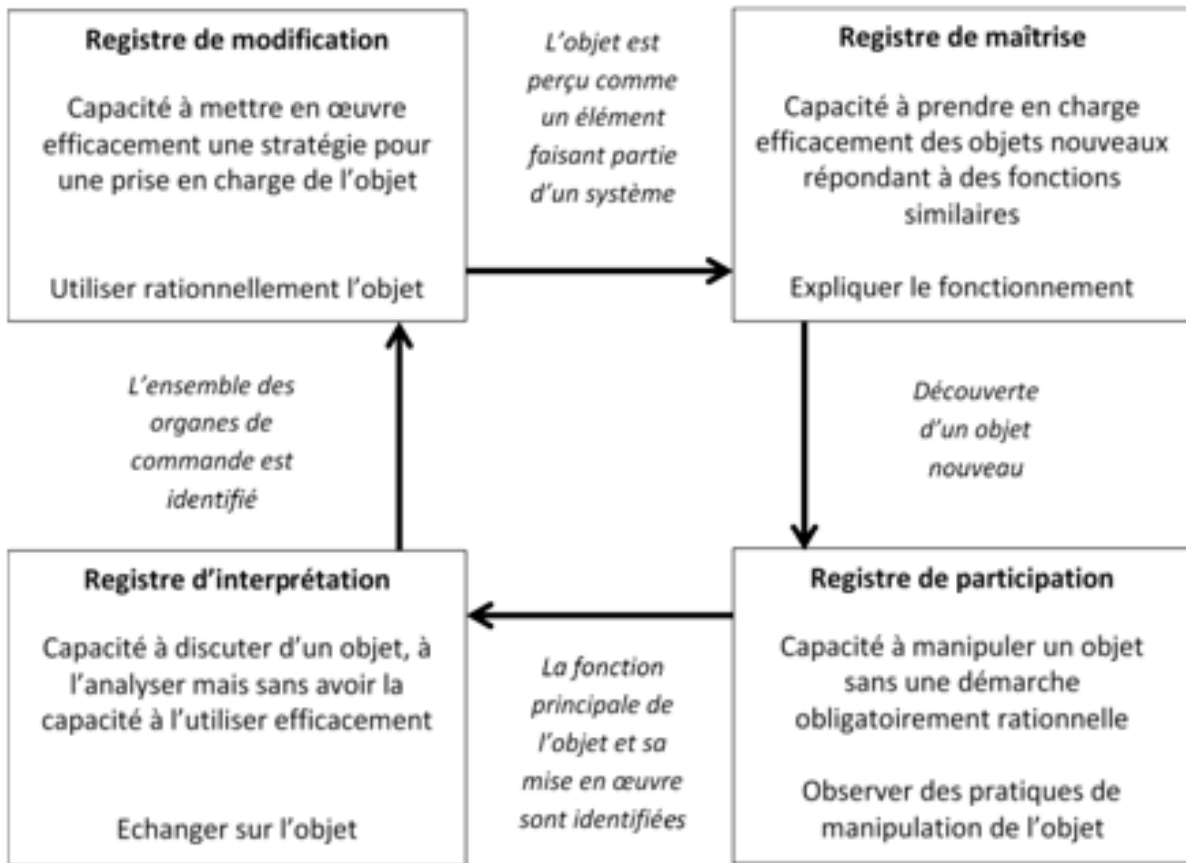 Registre de modification
Capacité à mettre en œuvre
efficacement une stratégie pour
une prise en charge de l’objet
Utiliser rationnellement l’objet
L’objet est
perçu comme
un élément
faisant partie
d’un système
Registre de maîtrise
Capacité à prendre en charge
efficacement des objets nouveaux
répondant à des fonctions
similaires
Expliquer le fonctionnement
L’ensemble des
organes de
commande est
identifié
Découverte
d’un objet
nouveau
Registre d’interprétation
Capacité à discuter d’un objet, à
l’analyser mais sans avoir la
capacité à l’utiliser efficacement
Echanger sur l’objet
La fonction
principale de
l’objet et sa
mise en œuvre
sont identifiées
Registre de participation
Capacité à manipuler un objet
sans une démarche
obligatoirement rationnelle
Observer des pratiques de
manipulation de l’objet